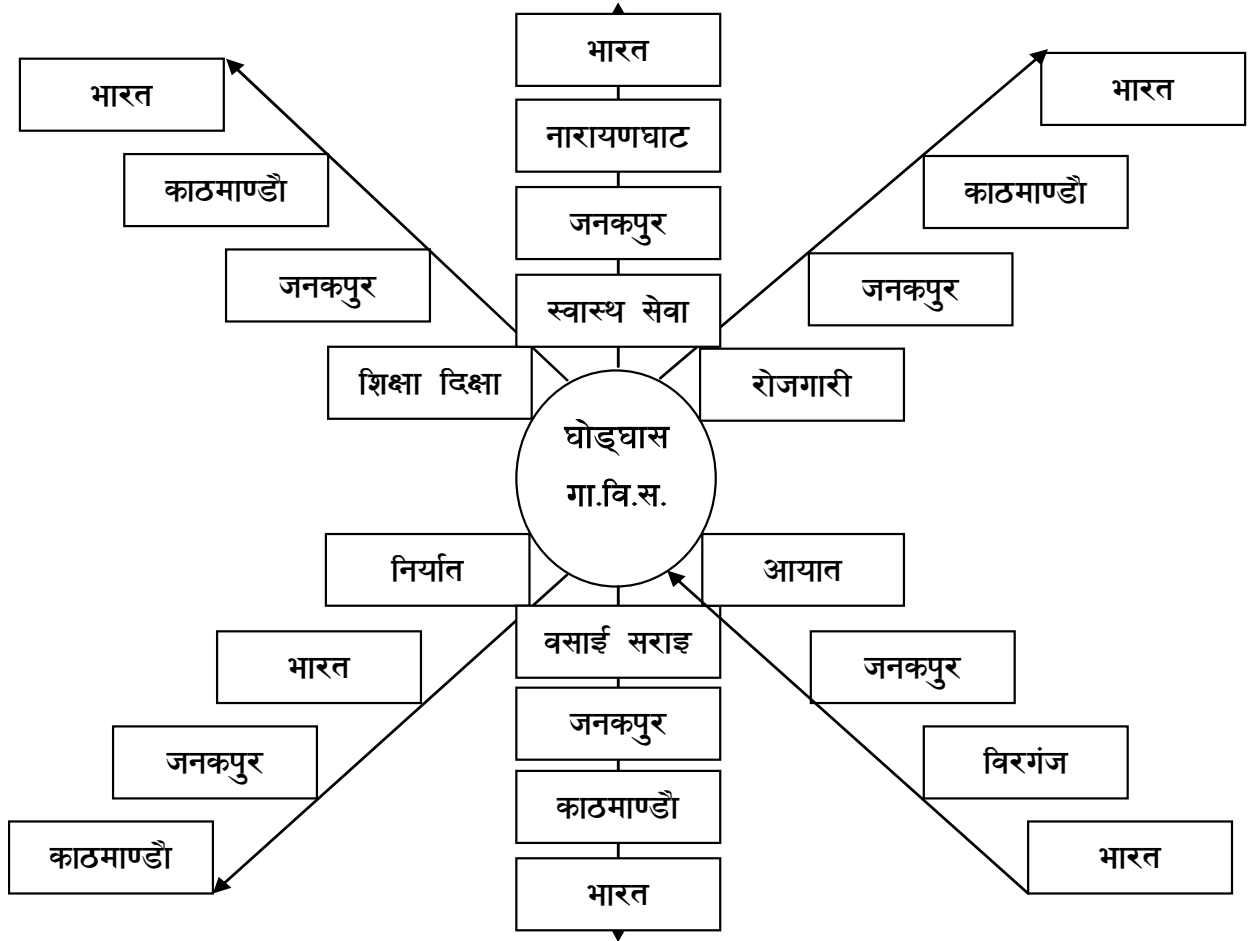 भारत
भारत
भारत
नारायणघाट
काठमाण्डौ
काठमाण्डौ
जनकपुर
जनकपुर
जनकपुर
स्वास्थ सेवा
शिक्षा दिक्षा
रोजगारी
घोड्घास
गा.वि.स.
निर्यात
आयात
वसाई सराइ
भारत
जनकपुर
जनकपुर
जनकपुर
विरगंज
काठमाण्डौ
काठमाण्डौ
भारत
भारत